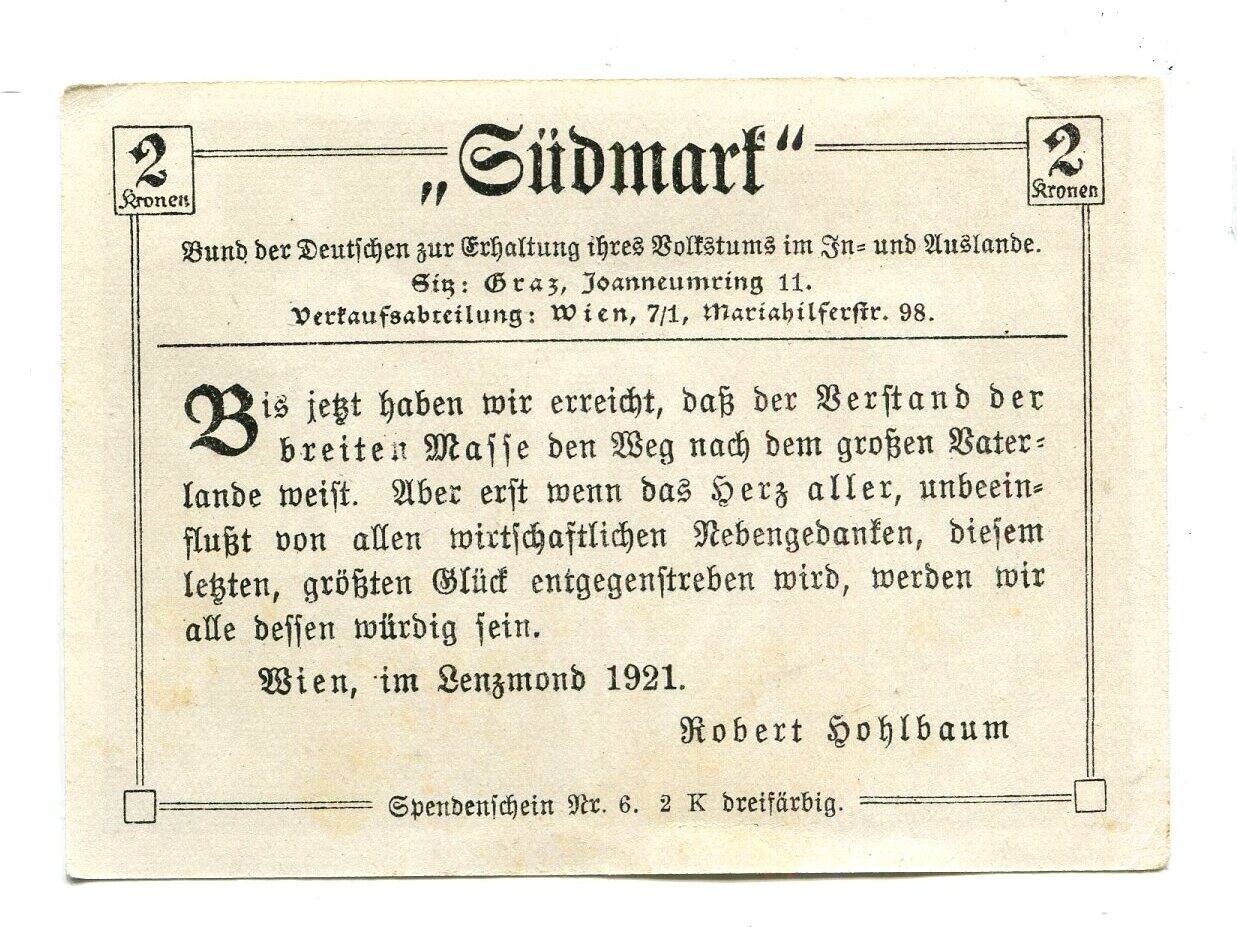 2 Kronen „Südmark“ 2 Kronen
Bund der Deutschen zur Erhaltung ihres Volkstums im In- und Auslande.
Sitz: Graz, Joanneumring 11.
Verkaufsabteilung: Wien, 7/1, Mariahilferstr. 98.
Bis jetzt haben wir erreicht, daß der Verstand der
breiten Masse den Weg nach dem großen Vater-
lande weist. Aber erst wenn das Herz aller, unbeein-
flußt von allen wirtschaftlichen Nebengedanken, diesem
letzten, größten Glück entgegenstreben wird, werden wir
alle dessen würdig sein.
Wien, im Lenzmond 1921.
Robert Hohlbaum
Spendenschein Nr. 6. 2 K dreifärbig.